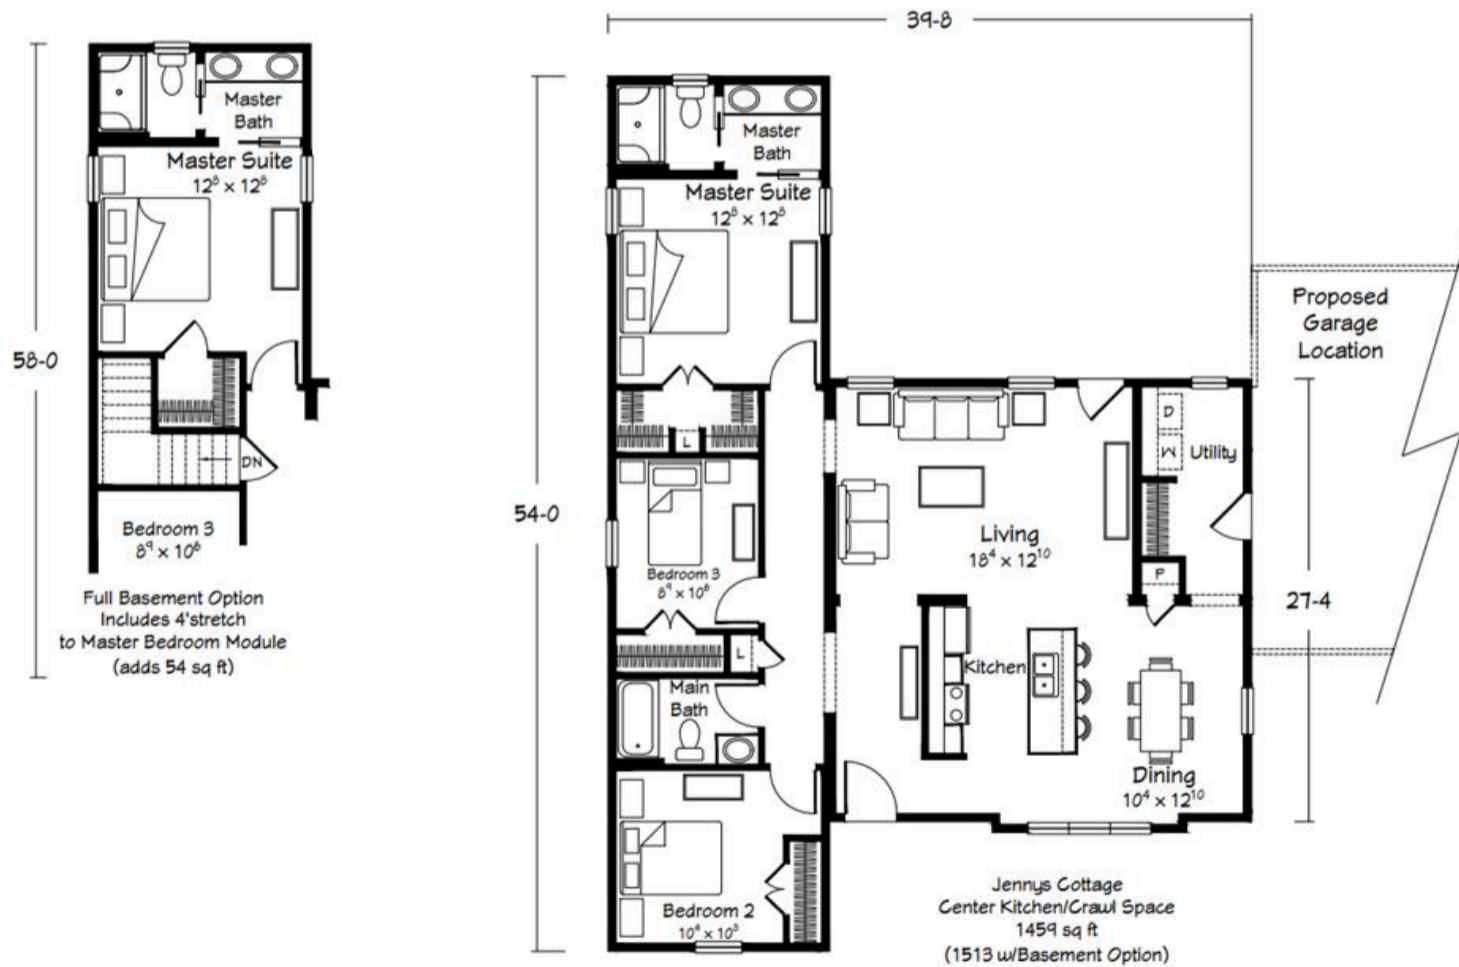 58-0
Master
Bath
Master Suite
12⁸ × 12⁸
DN
Bedroom 3
8⁹ × 10⁶
Full Basement Option
Includes 4'stretch
to Master Bedroom Module
(adds 54 sq ft)
39-8
54-0
Master
Bath
Master Suite
12⁸ × 12⁸
L
Bedroom 3
8⁹ × 10⁶
L
Main
Bath
Bedroom 2
10⁴ × 10⁸
Living
18⁴ × 12¹⁰
Kitchen
D
W
Utility
P
Dining
10⁴ × 12¹⁰
Proposed
Garage
Location
27-4
Jennys Cottage
Center Kitchen/Crawl Space
1459 sq ft
(1513 w/Basement Option)